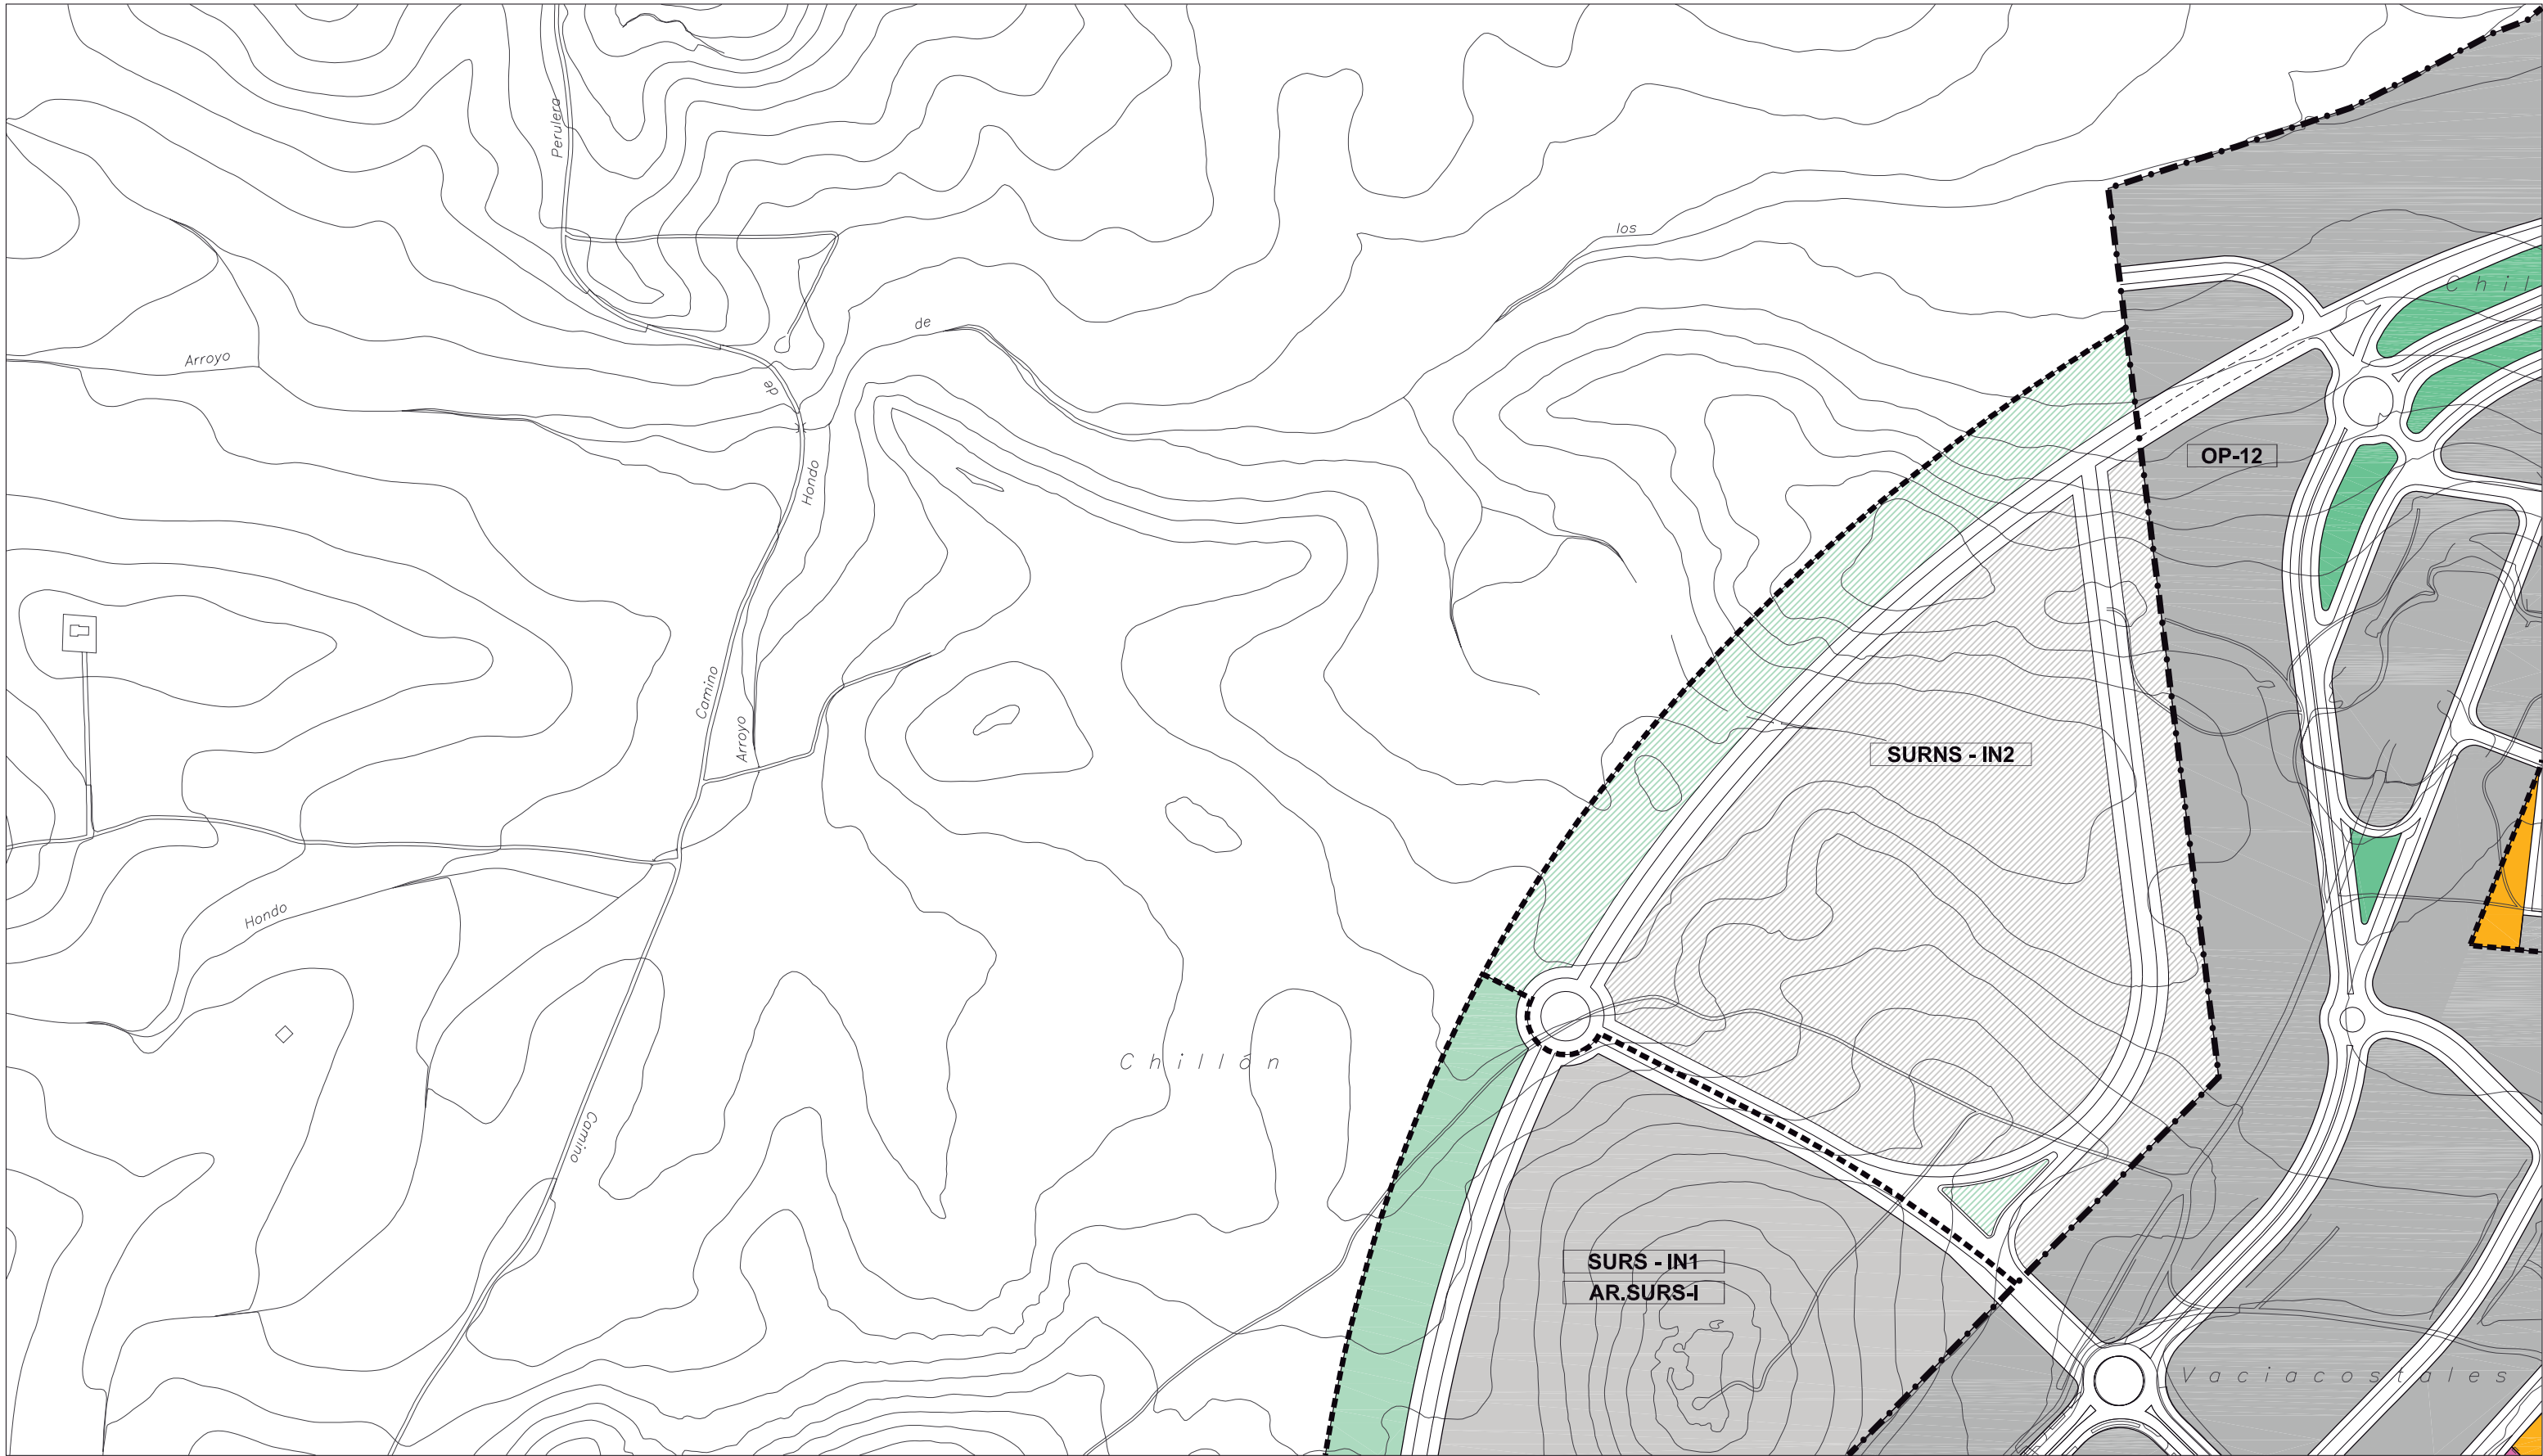 Perulera
los
Chil
de
Arroyo
de
OP-12
Hondo
Camino
Arroyo
SURNS - IN2
Hondo
Chillón
Camino
SURS - IN1
AR.SURS-I
Vaciacostales